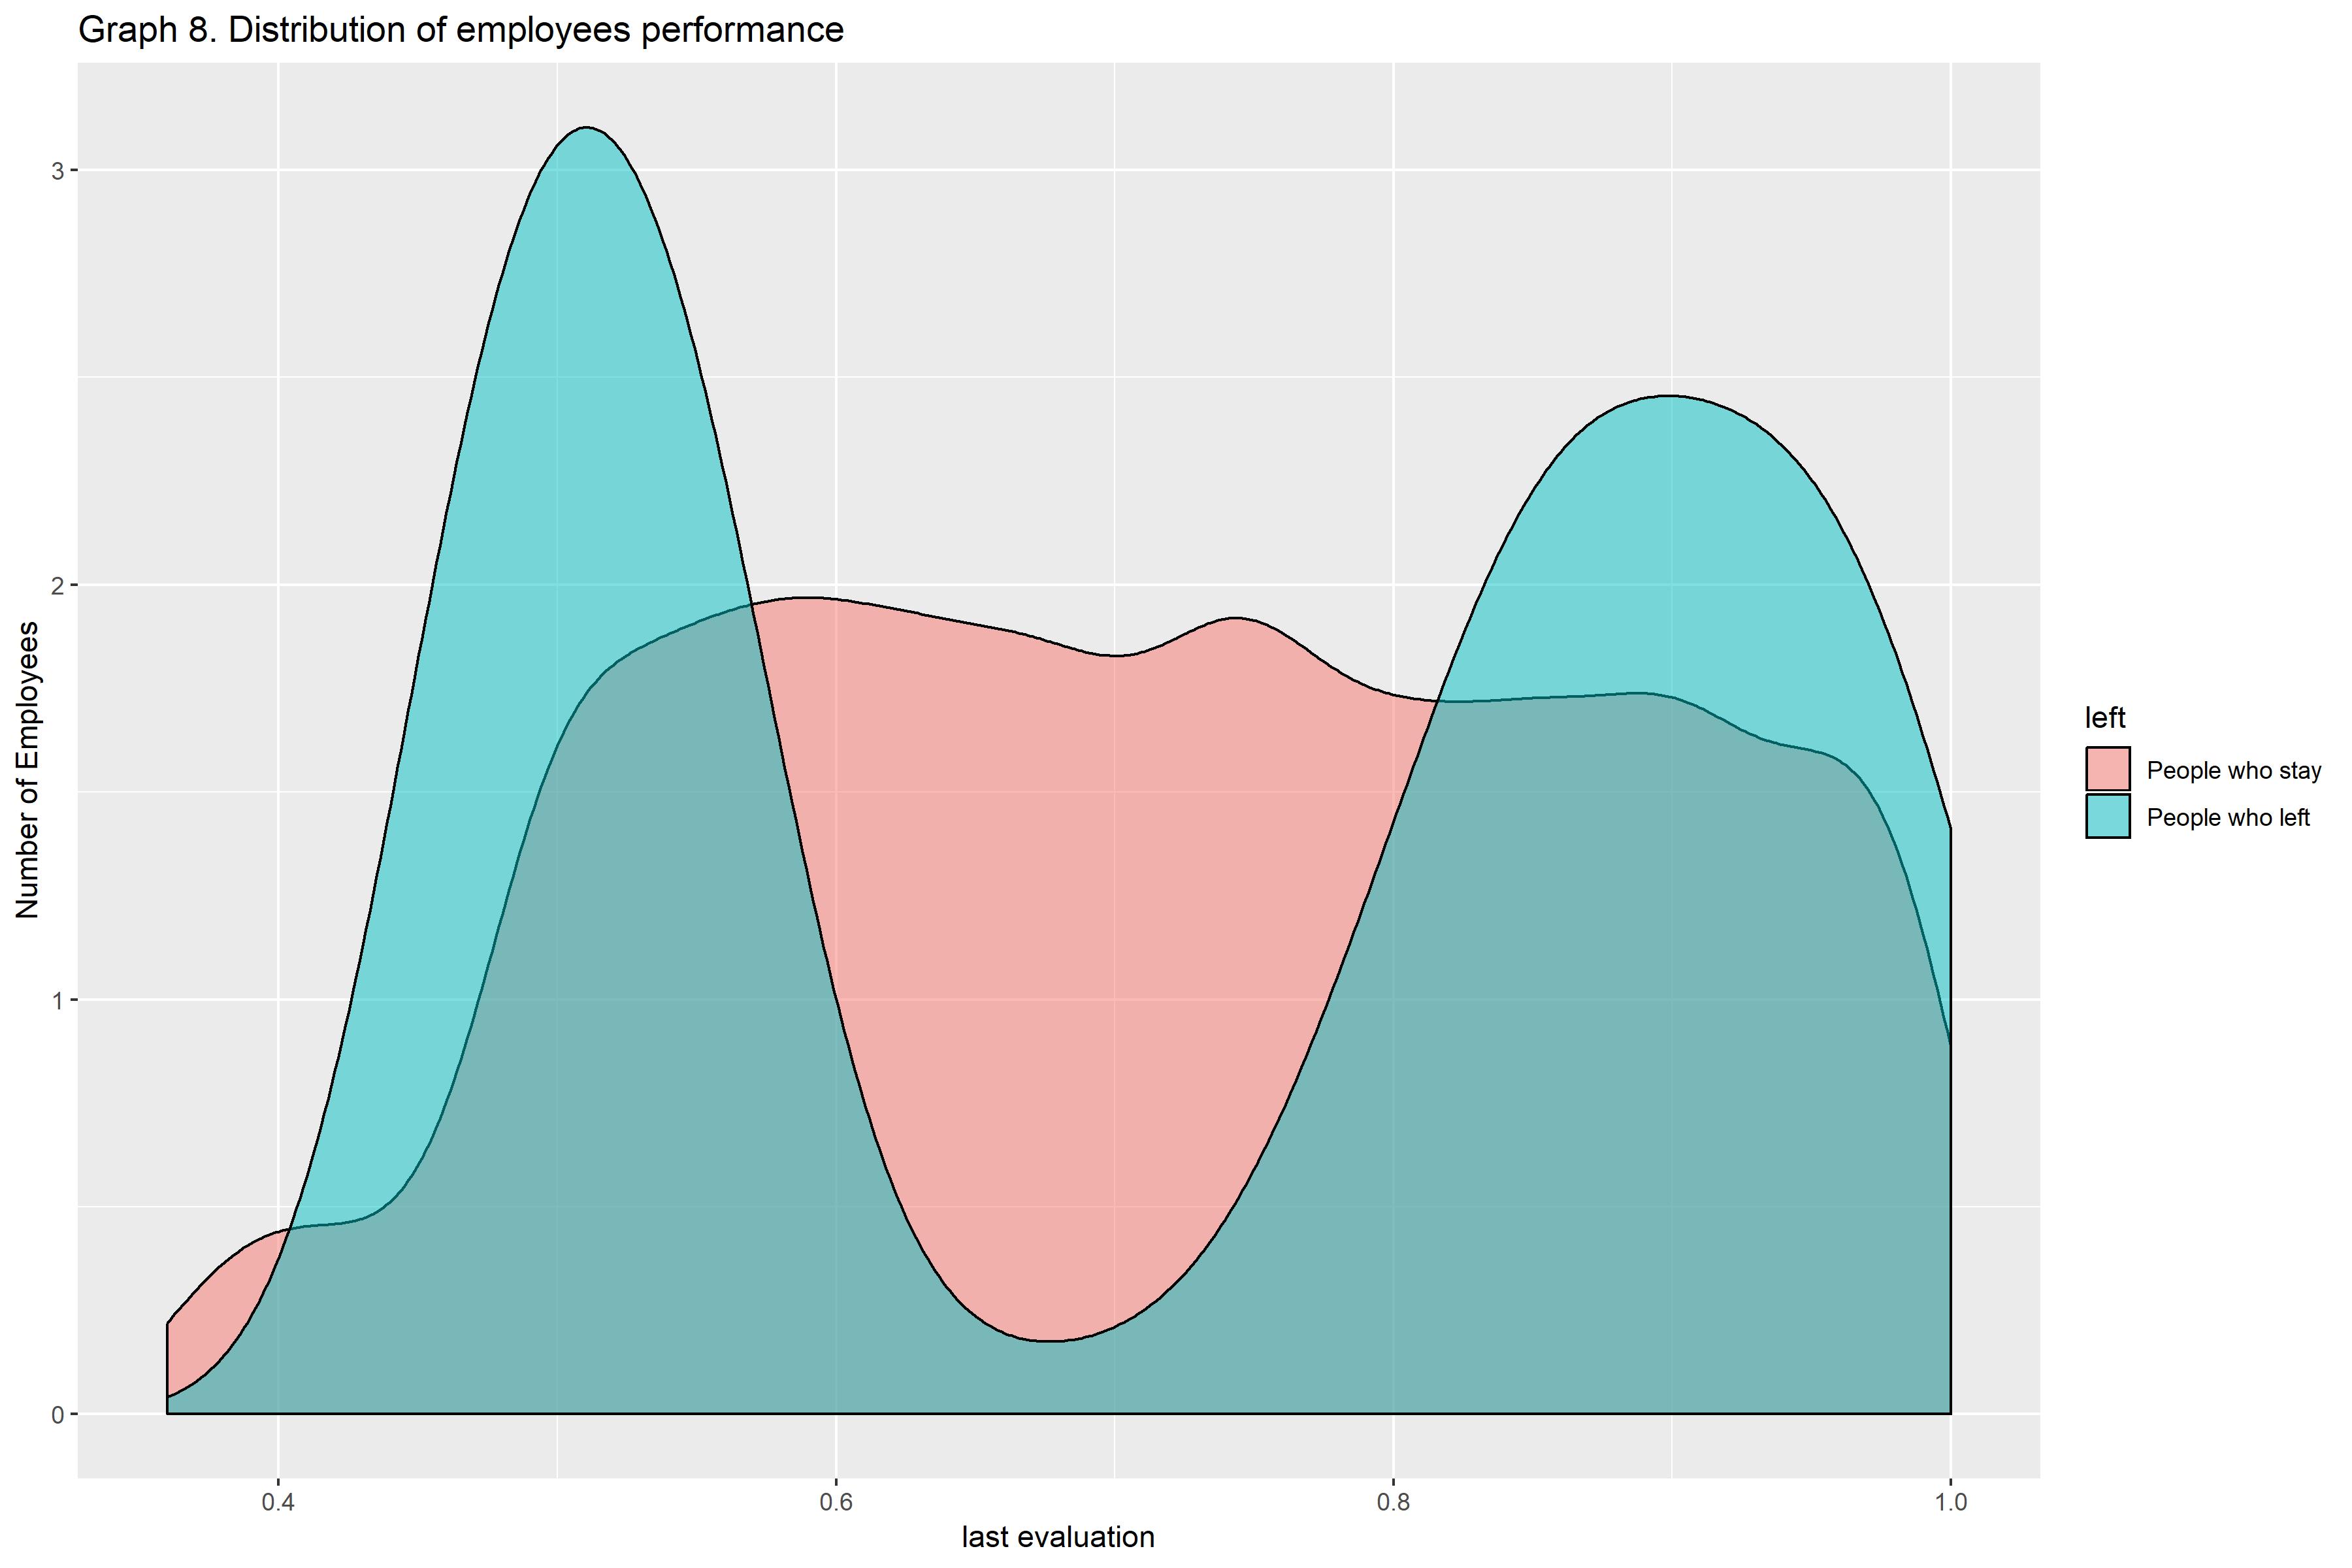 Graph 8. Distribution of employees performance
3
2
1
0
Number of Employees
0.4
0.6
0.8
1.0
last evaluation
left
People who stay
People who left